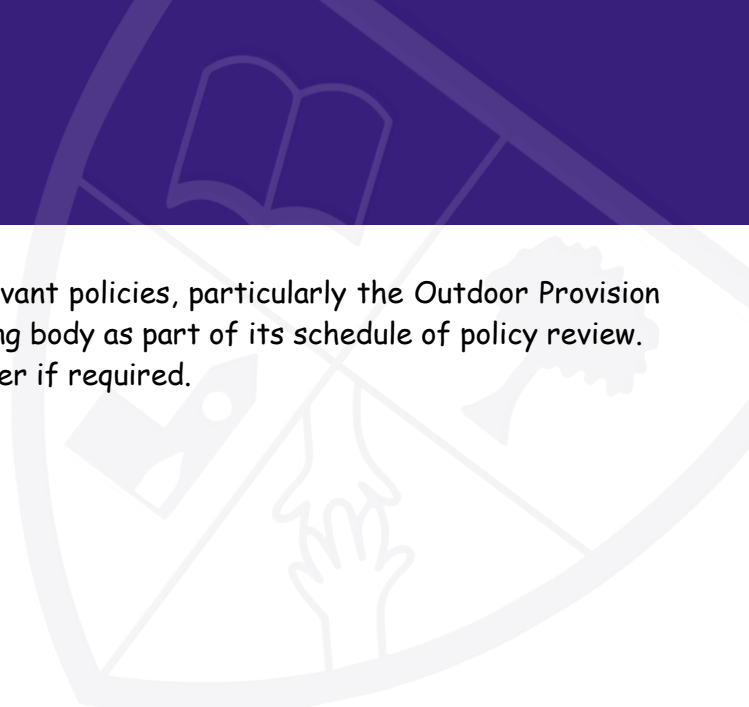 vant policies, particularly the Outdoor Provision
ng body as part of its schedule of policy review.
er if required.